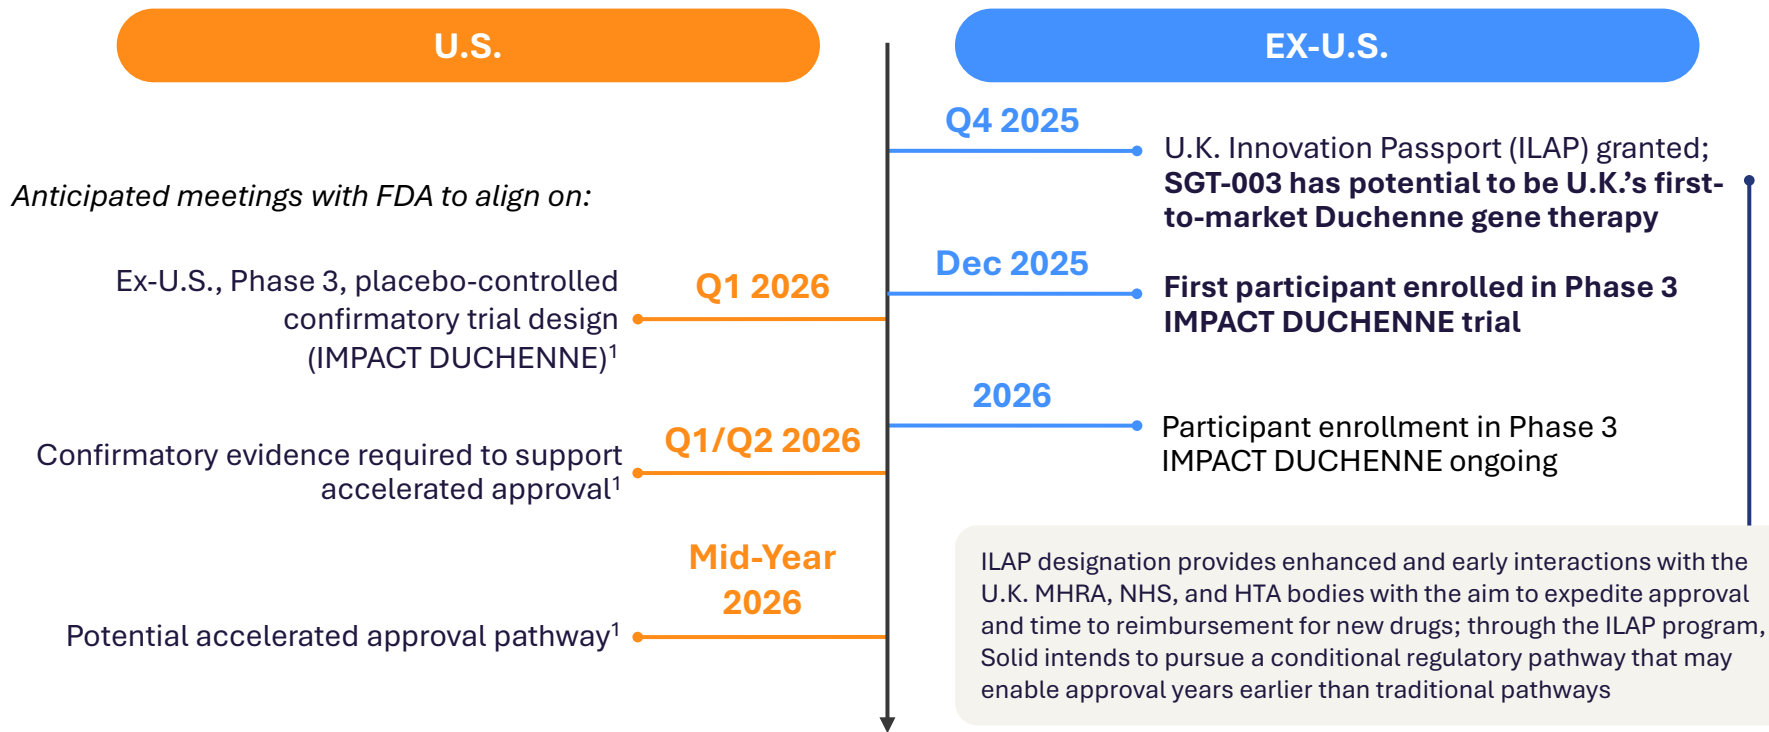 U.S.
Anticipated meetings with FDA to align on:
Q1 2026
Ex-U.S., Phase 3, placebo-controlled
confirmatory trial design
(IMPACT DUCHENNE)¹
Q1/Q2 2026
Confirmatory evidence required to support
accelerated approval¹
Mid-Year
2026
Potential accelerated approval pathway¹
EX-U.S.
Q4 2025
U.K. Innovation Passport (ILAP) granted;
SGT-003 has potential to be U.K.’s first-
to-market Duchenne gene therapy
Dec 2025
First participant enrolled in Phase 3
IMPACT DUCHENNE trial
2026
Participant enrollment in Phase 3
IMPACT DUCHENNE ongoing
ILAP designation provides enhanced and early interactions with the
U.K. MHRA, NHS, and HTA bodies with the aim to expedite approval
and time to reimbursement for new drugs; through the ILAP program,
Solid intends to pursue a conditional regulatory pathway that may
enable approval years earlier than traditional pathways